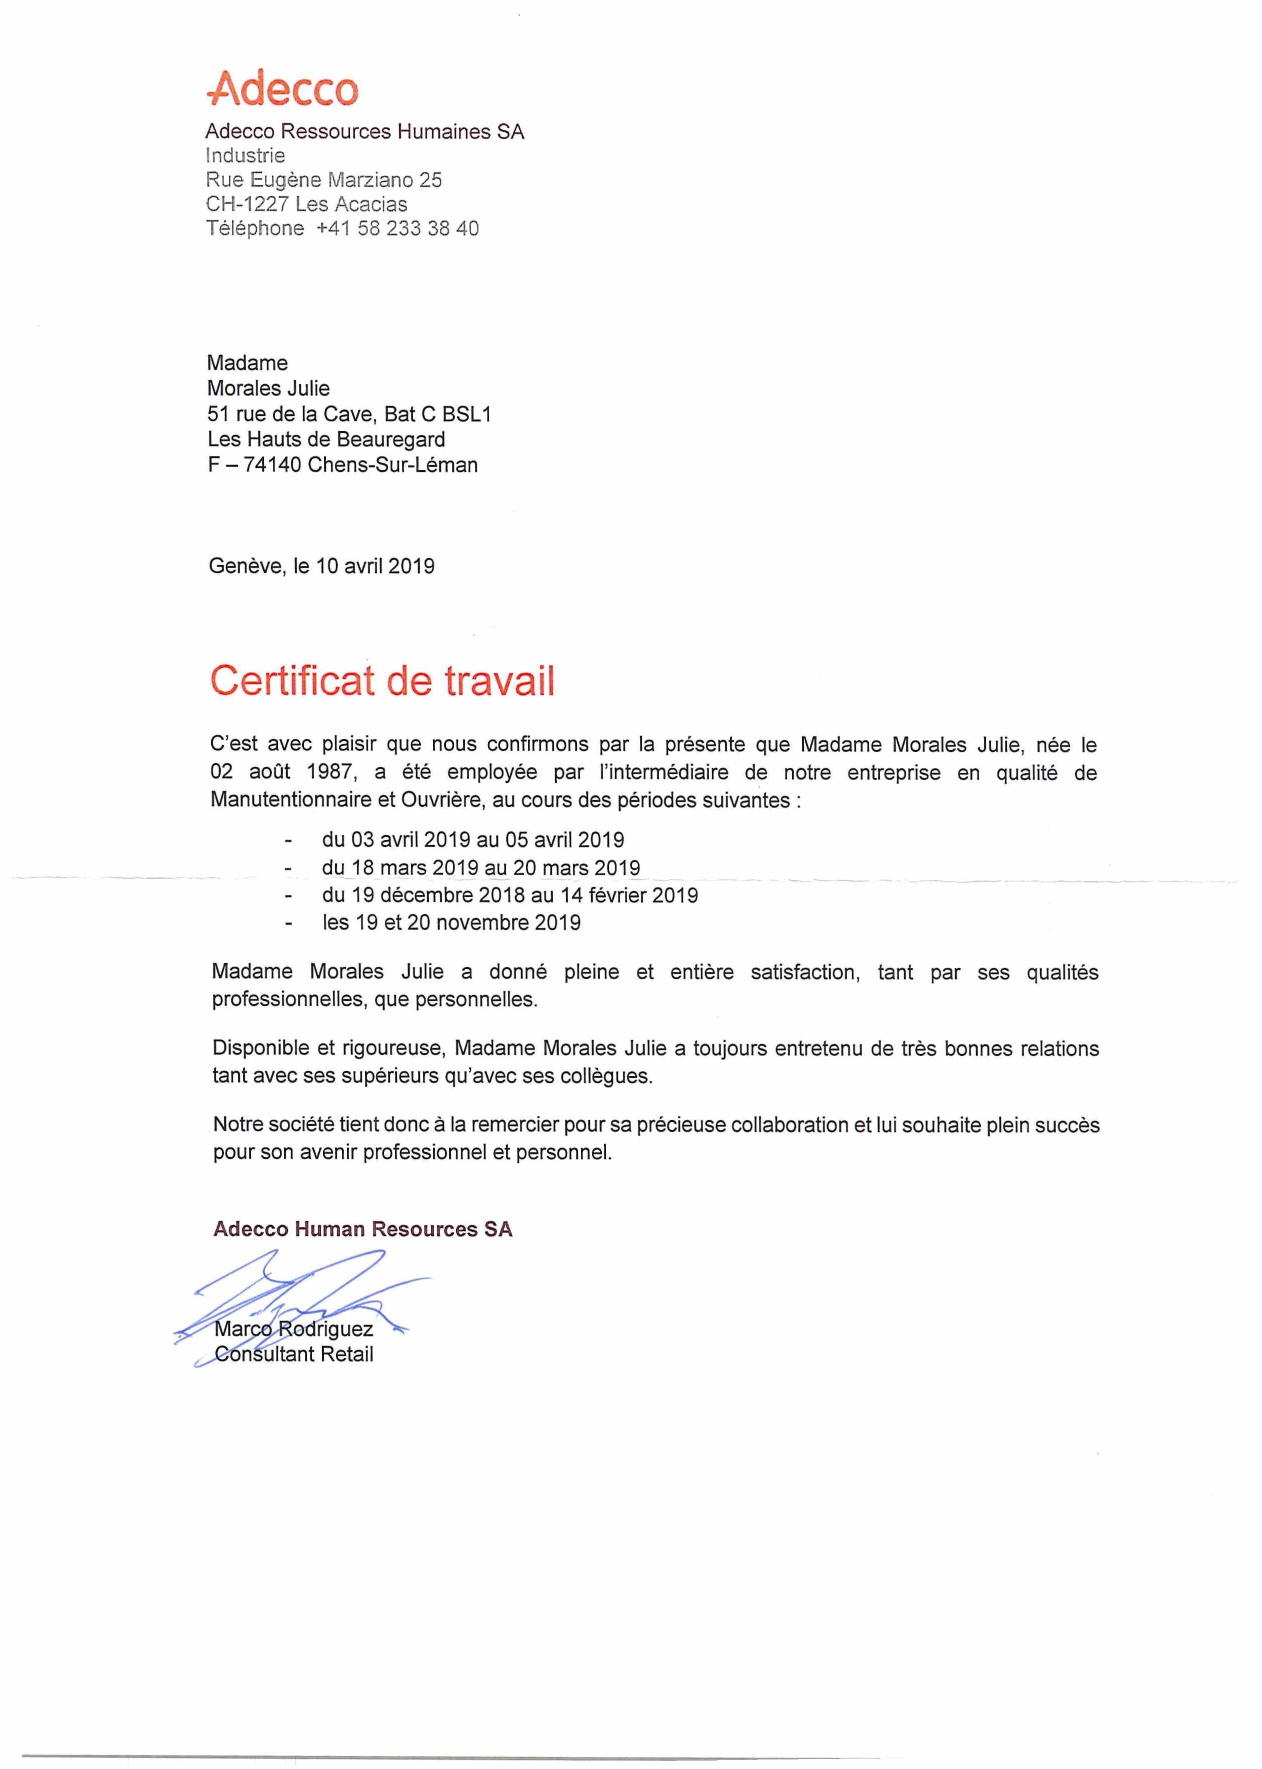 Adecco
Adecco Ressources Humaines SA
Industrie
Rue Eugène Marziano 25
CH-1227 Les Acacias
Téléphone +41 58 233 38 40
Madame
Morales Julie
51 rue de la Cave, Bat C BSL1
Les Hauts de Beauregard
F – 74140 Chens-Sur-Léman
Genève, le 10 avril 2019
Certificat de travail
C'est avec plaisir que nous confirmons par la présente que Madame Morales Julie, née le
02 août 1987, a été employée par l'intermédiaire de notre entreprise en qualité de
Manutentionnaire et Ouvrière, au cours des périodes suivantes :
- du 03 avril 2019 au 05 avril 2019
- du 18 mars 2019 au 20 mars 2019
- du 19 décembre 2018 au 14 février 2019
- les 19 et 20 novembre 2019
Madame Morales Julie a donné pleine et entière satisfaction, tant par ses qualités
professionnelles, que personnelles.
Disponible et rigoureuse, Madame Morales Julie a toujours entretenu de très bonnes relations
tant avec ses supérieurs qu'avec ses collègues.
Notre société tient donc à la remercier pour sa précieuse collaboration et lui souhaite plein succès
pour son avenir professionnel et personnel.
Adecco Human Resources SA
Marco Rodriguez
Consultant Retail